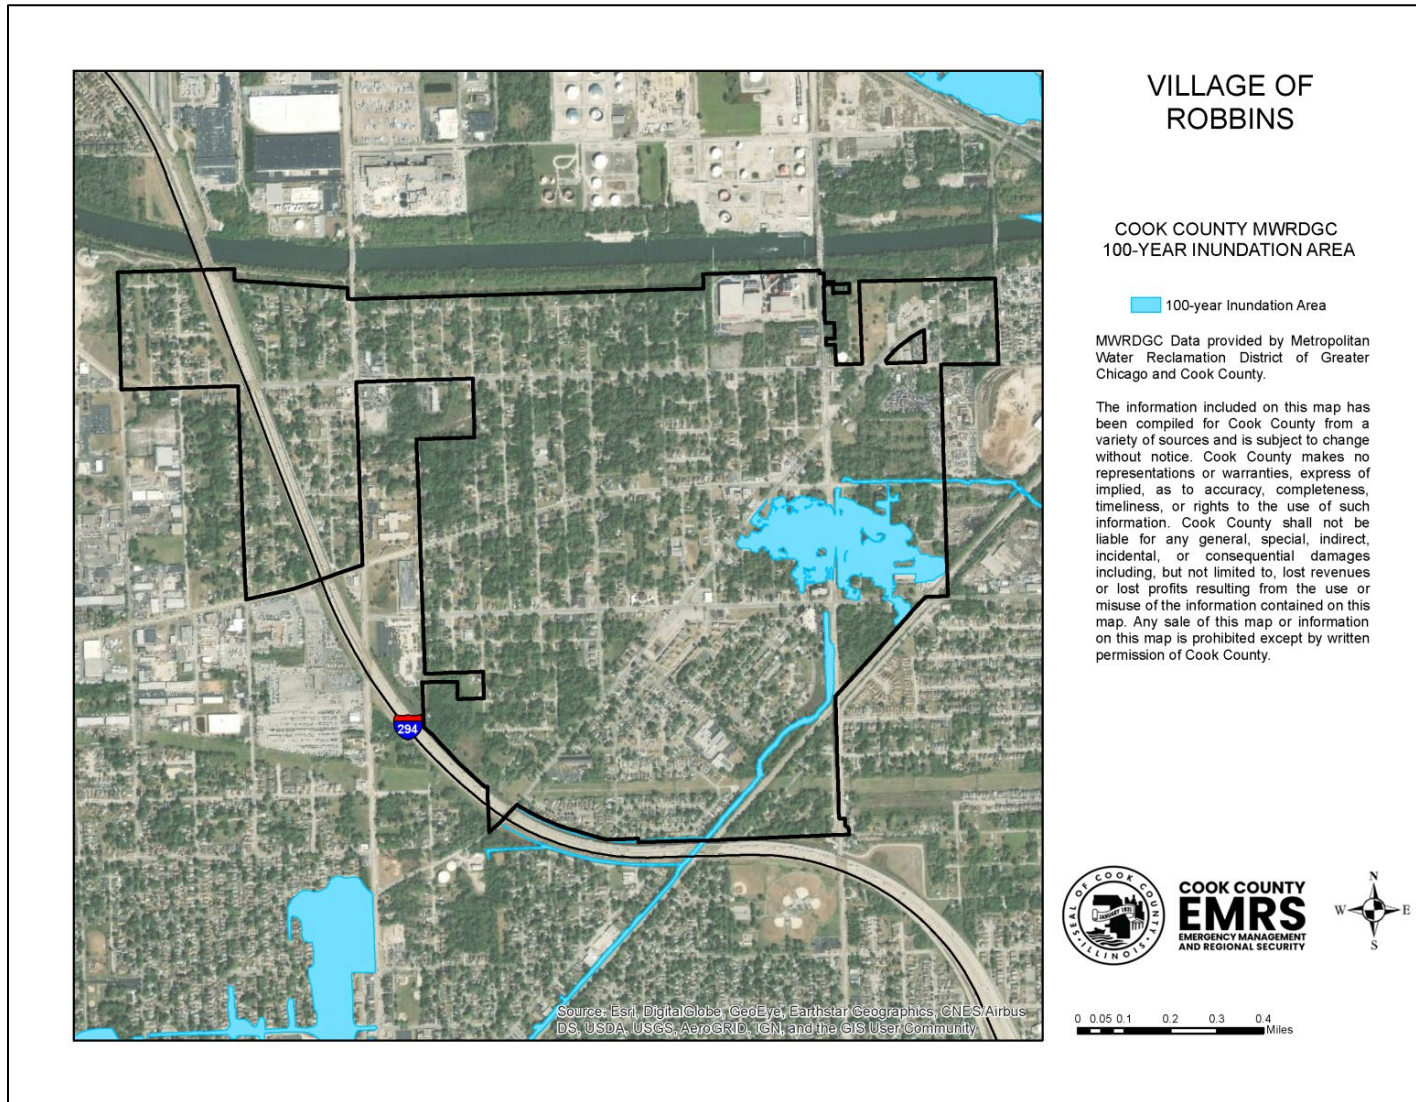 VILLAGE OF
ROBBINS
COOK COUNTY MWRDGC
100-YEAR INUNDATION AREA
100-year Inundation Area
MWRDGC Data provided by Metropolitan
Water Reclamation District of Greater
Chicago and Cook County.
The information included on this map has
been compiled for Cook County from a
variety of sources and is subject to change
without notice. Cook County makes no
representations or warranties, express of
implied, as to accuracy, completeness,
timeliness, or rights to the use of such
information. Cook County shall not be
liable for any general, special, indirect,
incidental, or consequential damages
including, but not limited to, lost revenues
or lost profits resulting from the use or
misuse of the information contained on this
map. Any sale of this map or information
on this map is prohibited except by written
permission of Cook County.
294
SEAL OF COOK COUNTY
JANUARY 1831
ILLINOIS
COOK COUNTY
EMRS
EMERGENCY MANAGEMENT
AND REGIONAL SECURITY
N
W E
S
Source: Esri, DigitalGlobe, GeoEye, Earthstar Geographics, CNES/Airbus
DS, USDA, USGS, AeroGRID, IGN, and the GIS User Community
0 0.05 0.1 0.2 0.3 0.4
Miles